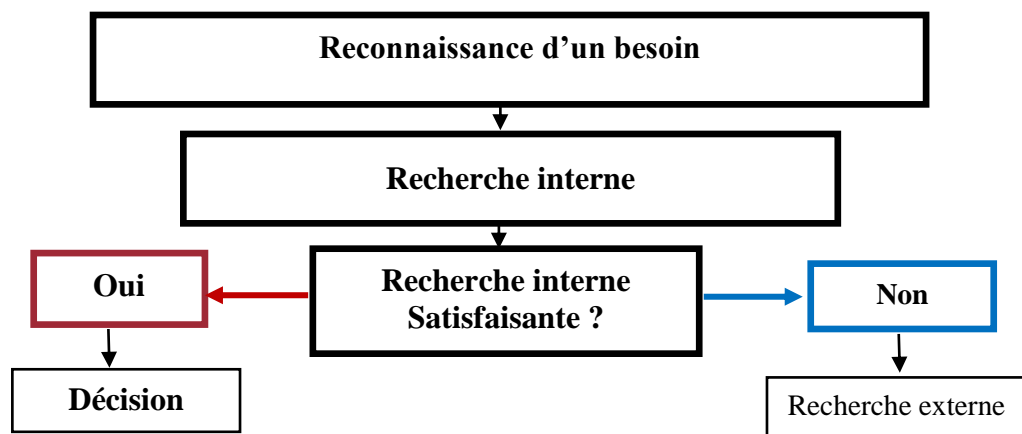 Reconnaissance d’un besoin
Recherche interne
Oui
Recherche interne
Satisfaisante ?
Non
Décision
Recherche externe